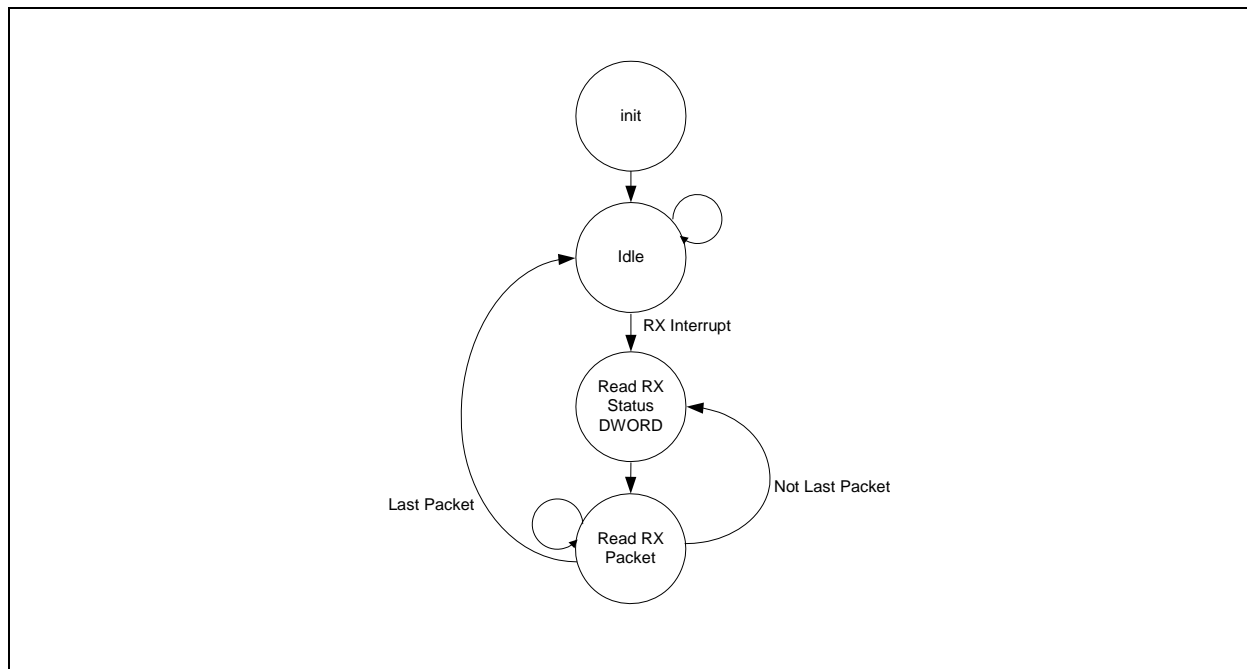 init
Idle
RX Interrupt
Read RX
Status
DWORD
Not Last Packet
Last Packet
Read RX
Packet